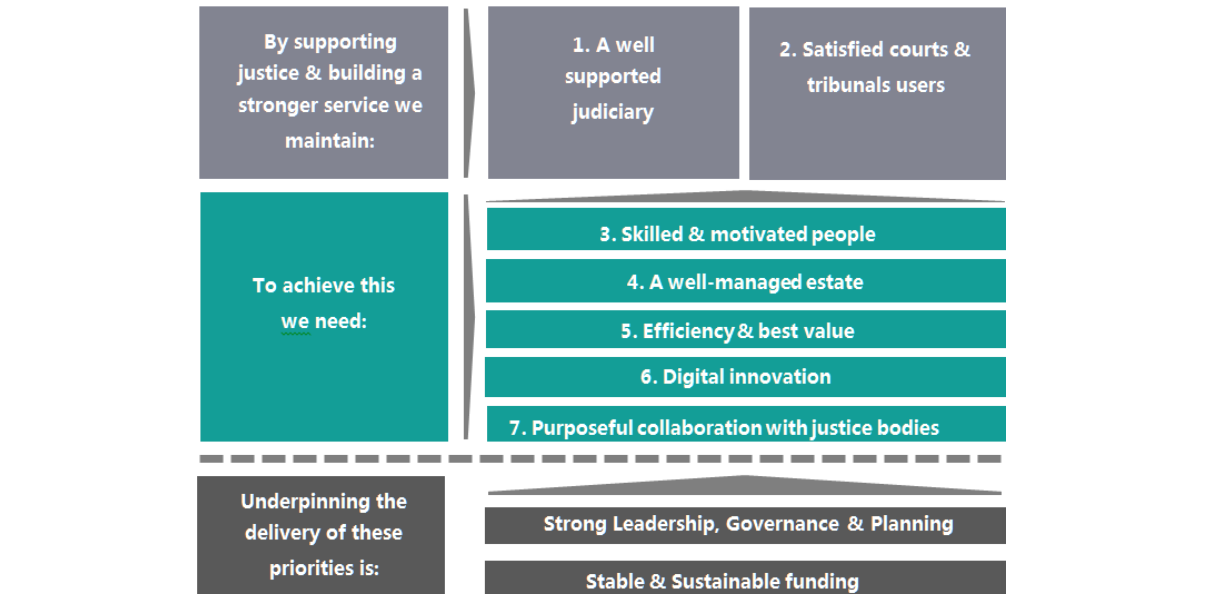 By supporting
justice & building a
stronger service we
maintain:
1. A well
supported
judiciary
2. Satisfied courts &
tribunals users
To achieve this
we need:
3. Skilled & motivated people
4. A well-managed estate
5. Efficiency & best value
6. Digital innovation
7. Purposeful collaboration with justice bodies
Underpinning the
delivery of these
priorities is:
Strong Leadership, Governance & Planning
Stable & Sustainable funding